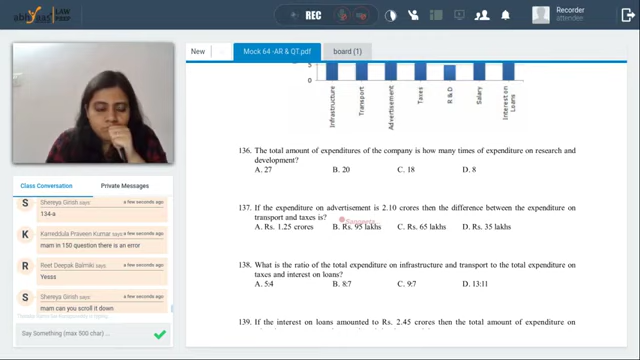 abhyaas LAW PREP
REC
Recorder
attendee
New
Mock 64 -AR & QT.pdf
board (1)
5
0
Infrastructure
Transport
Advertisement
Taxes
R & D
Salary
Interest on Loans
136. The total amount of expenditures of the company is how many times of expenditure on research and
development?
A. 27 B. 20 C. 18 D. 8
137. If the expenditure on advertisement is 2.10 crores then the difference between the expenditure on
transport and taxes is?
A. Rs. 1.25 crores B. Rs. 95 lakhs C. Rs. 65 lakhs D. Rs. 35 lakhs
138. What is the ratio of the total expenditure on infrastructure and transport to the total expenditure on
taxes and interest on loans?
A. 5:4 B. 8:7 C. 9:7 D. 13:11
139. If the interest on loans amounted to Rs. 2.45 crores then the total amount of expenditure on
Class Conversation
Private Messages
S
Shereya Girish says: a few seconds ago
134-a
K
Karreddula Praveen Kumar says: a few seconds ago
mam in 150 question there is an error
R
Reet Deepak Balmiki says: a few seconds ago
Yesss
S
Shereya Girish says: a few seconds ago
mam can you scroll it down
Say Something (max 500 char) ...